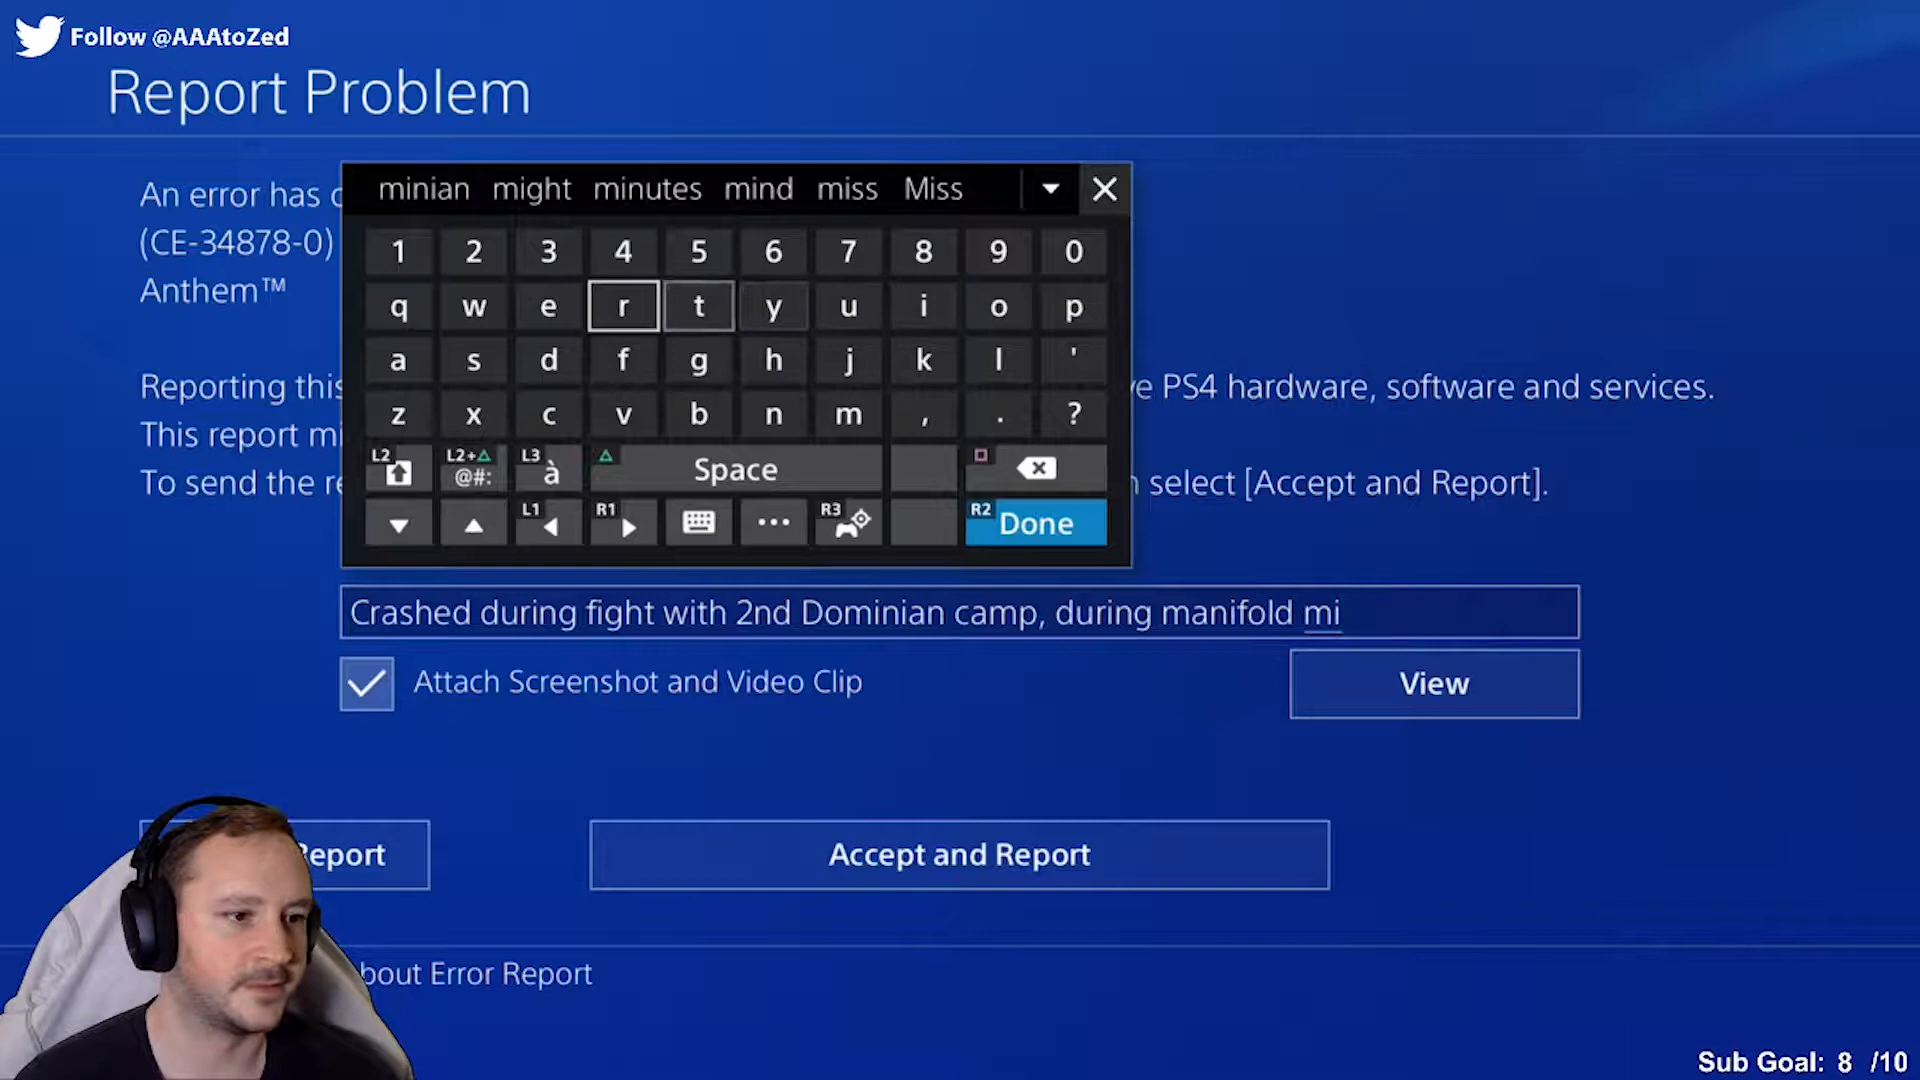 Follow @AAAtoZed
Report Problem
An error has
(CE-34878-0)
Anthem™
minian might minutes mind miss Miss
1 2 3 4 5 6 7 8 9 0
q w e r t y u i o p
a s d f g h j k l '
z x c v b n m , . ?
L2 L2+△ @#: L3 à △ Space
L1 R1 ... R3 R2 Done
Reporting this
PS4 hardware, software and services.
This report
To send the
select [Accept and Report].
Crashed during fight with 2nd Dominian camp, during manifold mi
Attach Screenshot and Video Clip
View
Report
Accept and Report
bout Error Report
Sub Goal: 8 /10